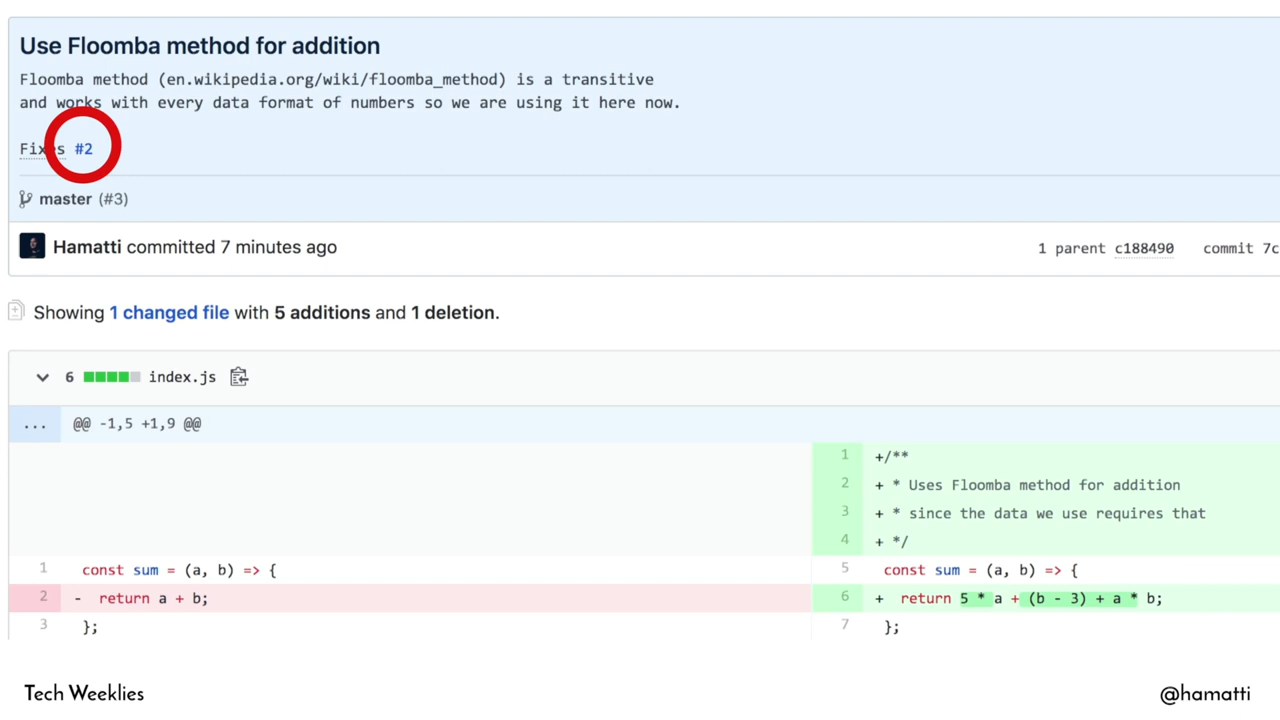 Use Floomba method for addition
Floomba method (en.wikipedia.org/wiki/floomba_method) is a transitive
and works with every data format of numbers so we are using it here now.
Fixes #2
master (#3)
Hamatti committed 7 minutes ago
1 parent c188490 commit 7c
Showing 1 changed file with 5 additions and 1 deletion.
6 index.js
... @@ -1,5 +1,9 @@
1 +/**
2 + * Uses Floomba method for addition
3 + * since the data we use requires that
4 + */
1 const sum = (a, b) => {
5 const sum = (a, b) => {
2 - return a + b;
6 + return 5 * a + (b - 3) + a * b;
3 };
7 };
Tech Weeklies
@hamatti